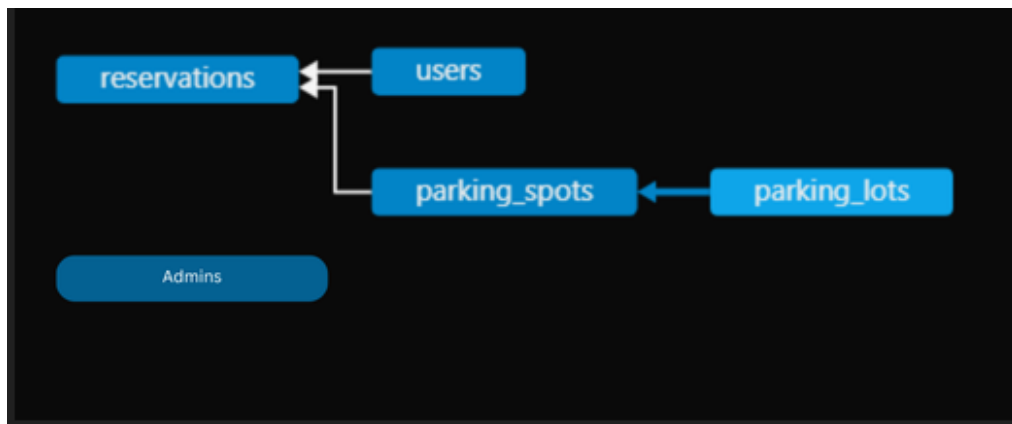 reservations
users
parking_spots
parking_lots
Admins